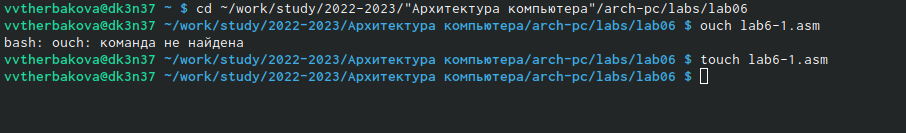 vvtherbakova@dk3n37 ~ $ cd ~/work/study/2022-2023/"Архитектура компьютера"/arch-pc/labs/lab06
vvtherbakova@dk3n37 ~/work/study/2022-2023/Архитектура компьютера/arch-pc/labs/lab06 $ ouch lab6-1.asm
bash: ouch: команда не найдена
vvtherbakova@dk3n37 ~/work/study/2022-2023/Архитектура компьютера/arch-pc/labs/lab06 $ touch lab6-1.asm
vvtherbakova@dk3n37 ~/work/study/2022-2023/Архитектура компьютера/arch-pc/labs/lab06 $